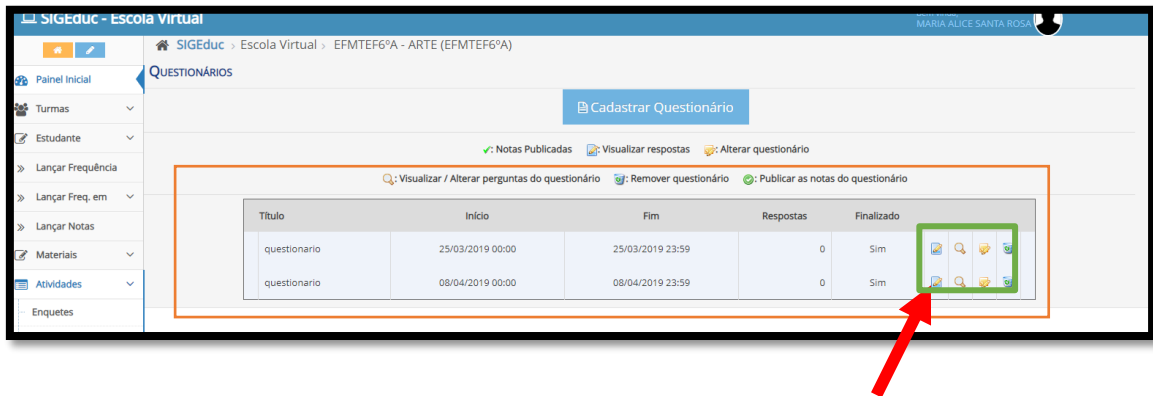 SIGEduc - Escola Virtual
MARIA ALICE SANTA ROSA
SIGEduc > Escola Virtual > EFMTEF6ºA - ARTE (EFMTEF6ºA)
Painel Inicial
QUESTIONÁRIOS
Cadastrar Questionário
Turmas
Estudante
: Notas Publicadas : Visualizar respostas : Alterar questionário
» Lançar Frequência
: Visualizar / Alterar perguntas do questionário : Remover questionário : Publicar as notas do questionário
» Lançar Freq. em
Título Início Fim Respostas Finalizado
» Lançar Notas
questionario 25/03/2019 00:00 25/03/2019 23:59 0 Sim
Materiais
questionario 08/04/2019 00:00 08/04/2019 23:59 0 Sim
Atividades
Enquetes